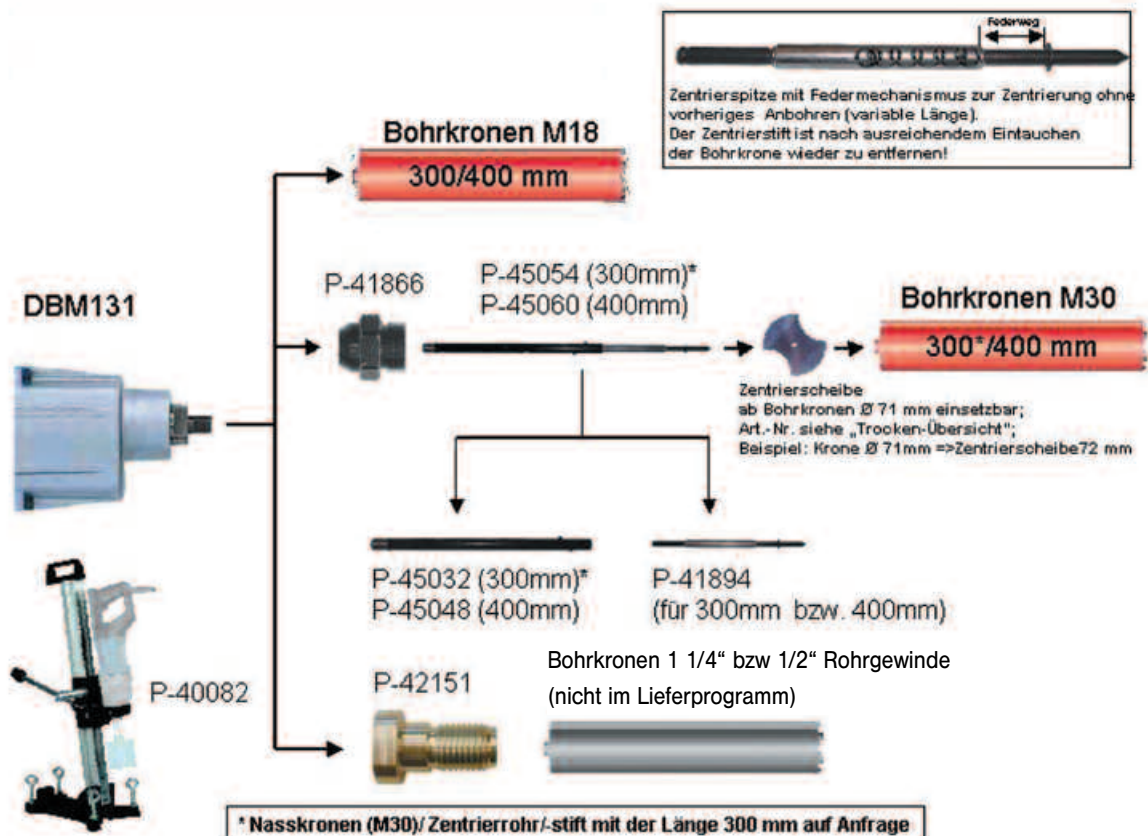 Federweg
Zentrierspitze mit Federmechanismus zur Zentrierung ohne
vorheriges Anbohren (variable Länge).
Der Zentrierstift ist nach ausreichendem Eintauchen
der Bohrkrone wieder zu entfernen!
Bohrkronen M18
300/400 mm
P-41866
P-45054 (300mm)*
P-45060 (400mm)
DBM131
Bohrkronen M30
300*/400 mm
Zentrierscheibe
ab Bohrkronen Ø 71 mm einsetzbar;
Art.-Nr. siehe „Trocken-Übersicht";
Beispiel: Krone Ø 71mm =>Zentrierscheibe72 mm
P-45032 (300mm)*
P-45048 (400mm)
P-41894
(für 300mm bzw. 400mm)
P-40082
P-42151
Bohrkronen 1 1/4“ bzw 1/2“ Rohrgewinde
(nicht im Lieferprogramm)
* Nasskronen (M30)/ Zentrierrohr/-stift mit der Länge 300 mm auf Anfrage